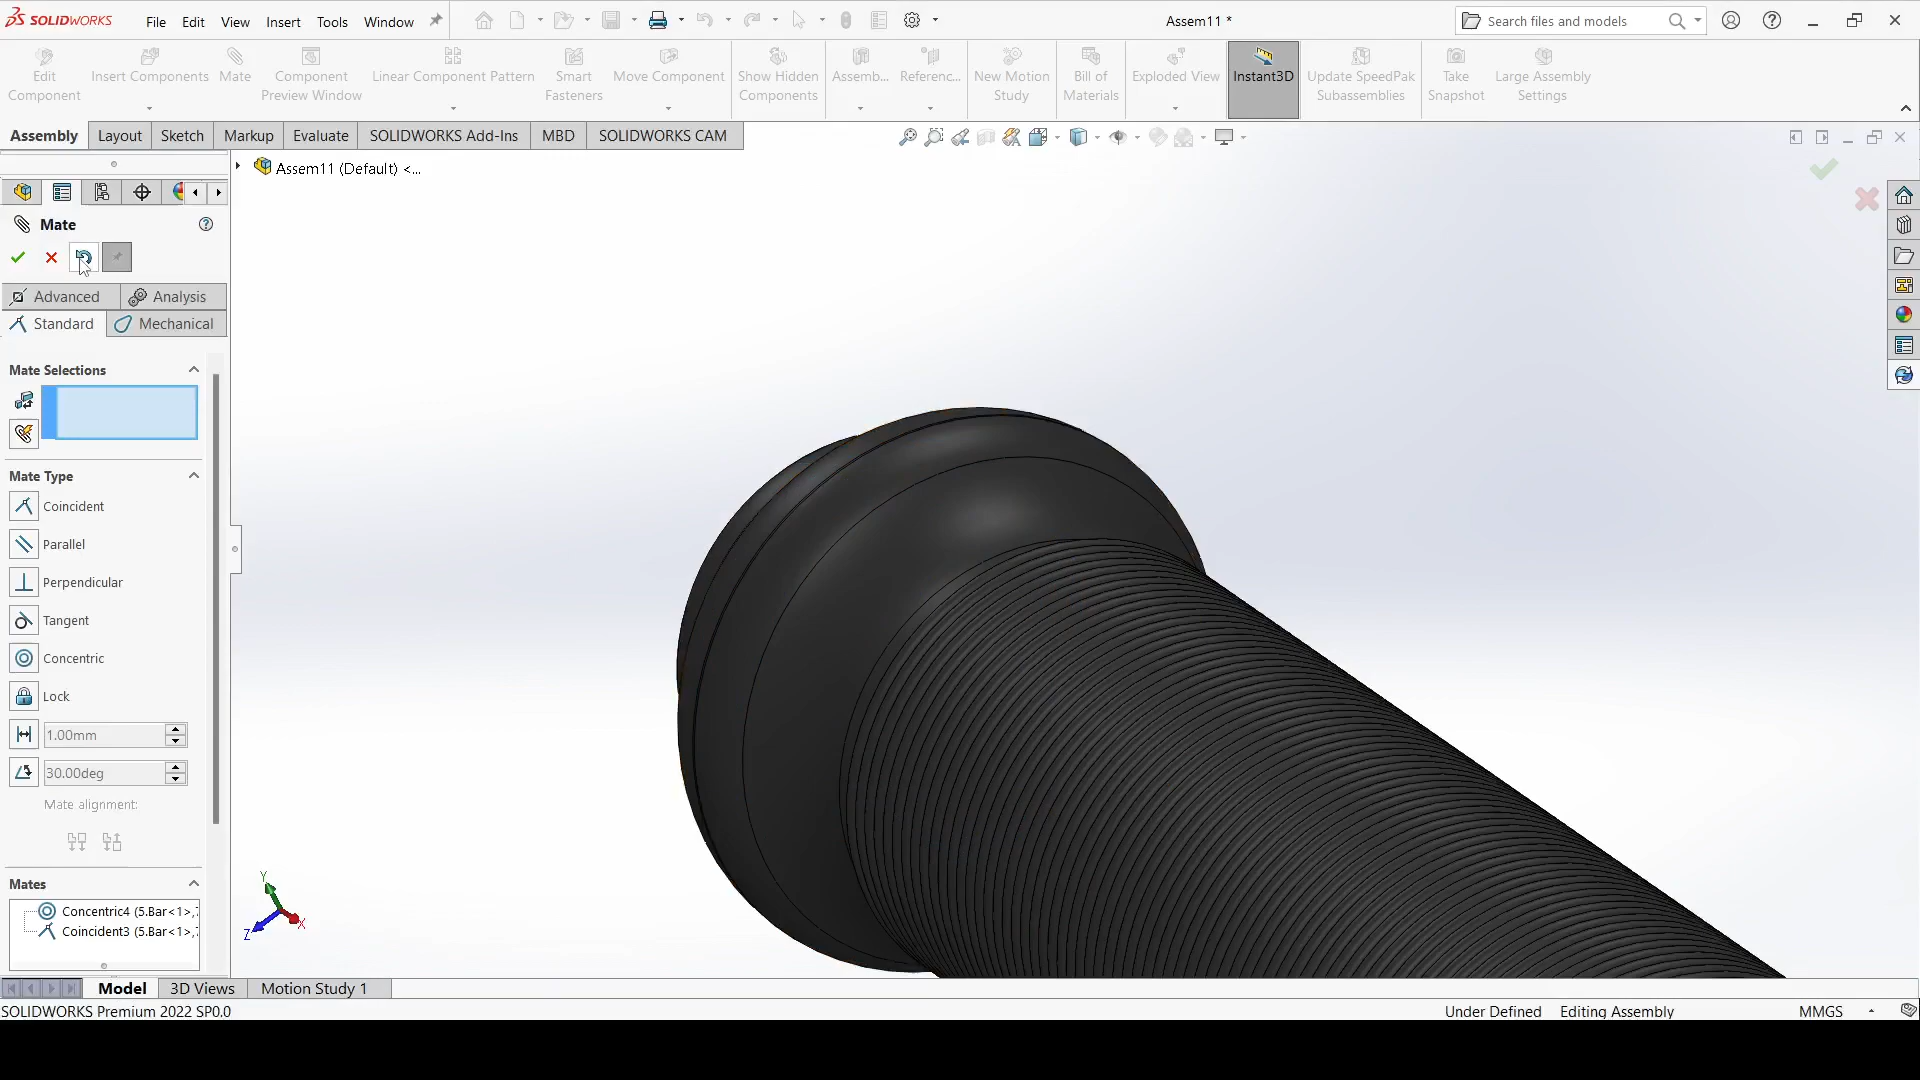 SOLIDWORKS File Edit View Insert Tools Window Assem11 * Search files and models
Edit Component Insert Components Mate Component Preview Window Linear Component Pattern Smart Fasteners Move Component Show Hidden Components Assemb... Referenc... New Motion Study Bill of Materials Exploded View Instant3D Update SpeedPak Subassemblies Take Snapshot Large Assembly Settings
Assembly Layout Sketch Markup Evaluate SOLIDWORKS Add-Ins MBD SOLIDWORKS CAM
Assem11 (Default) <...
Mate
Advanced Analysis
Standard Mechanical
Mate Selections
Mate Type
Coincident
Parallel
Perpendicular
Tangent
Concentric
Lock
1.00mm
30.00deg
Mate alignment:
Mates
Concentric4 (5.Bar<1>,
Coincident3 (5.Bar<1>,
Y
X
Z
Model 3D Views Motion Study 1
SOLIDWORKS Premium 2022 SP0.0 Under Defined Editing Assembly MMGS